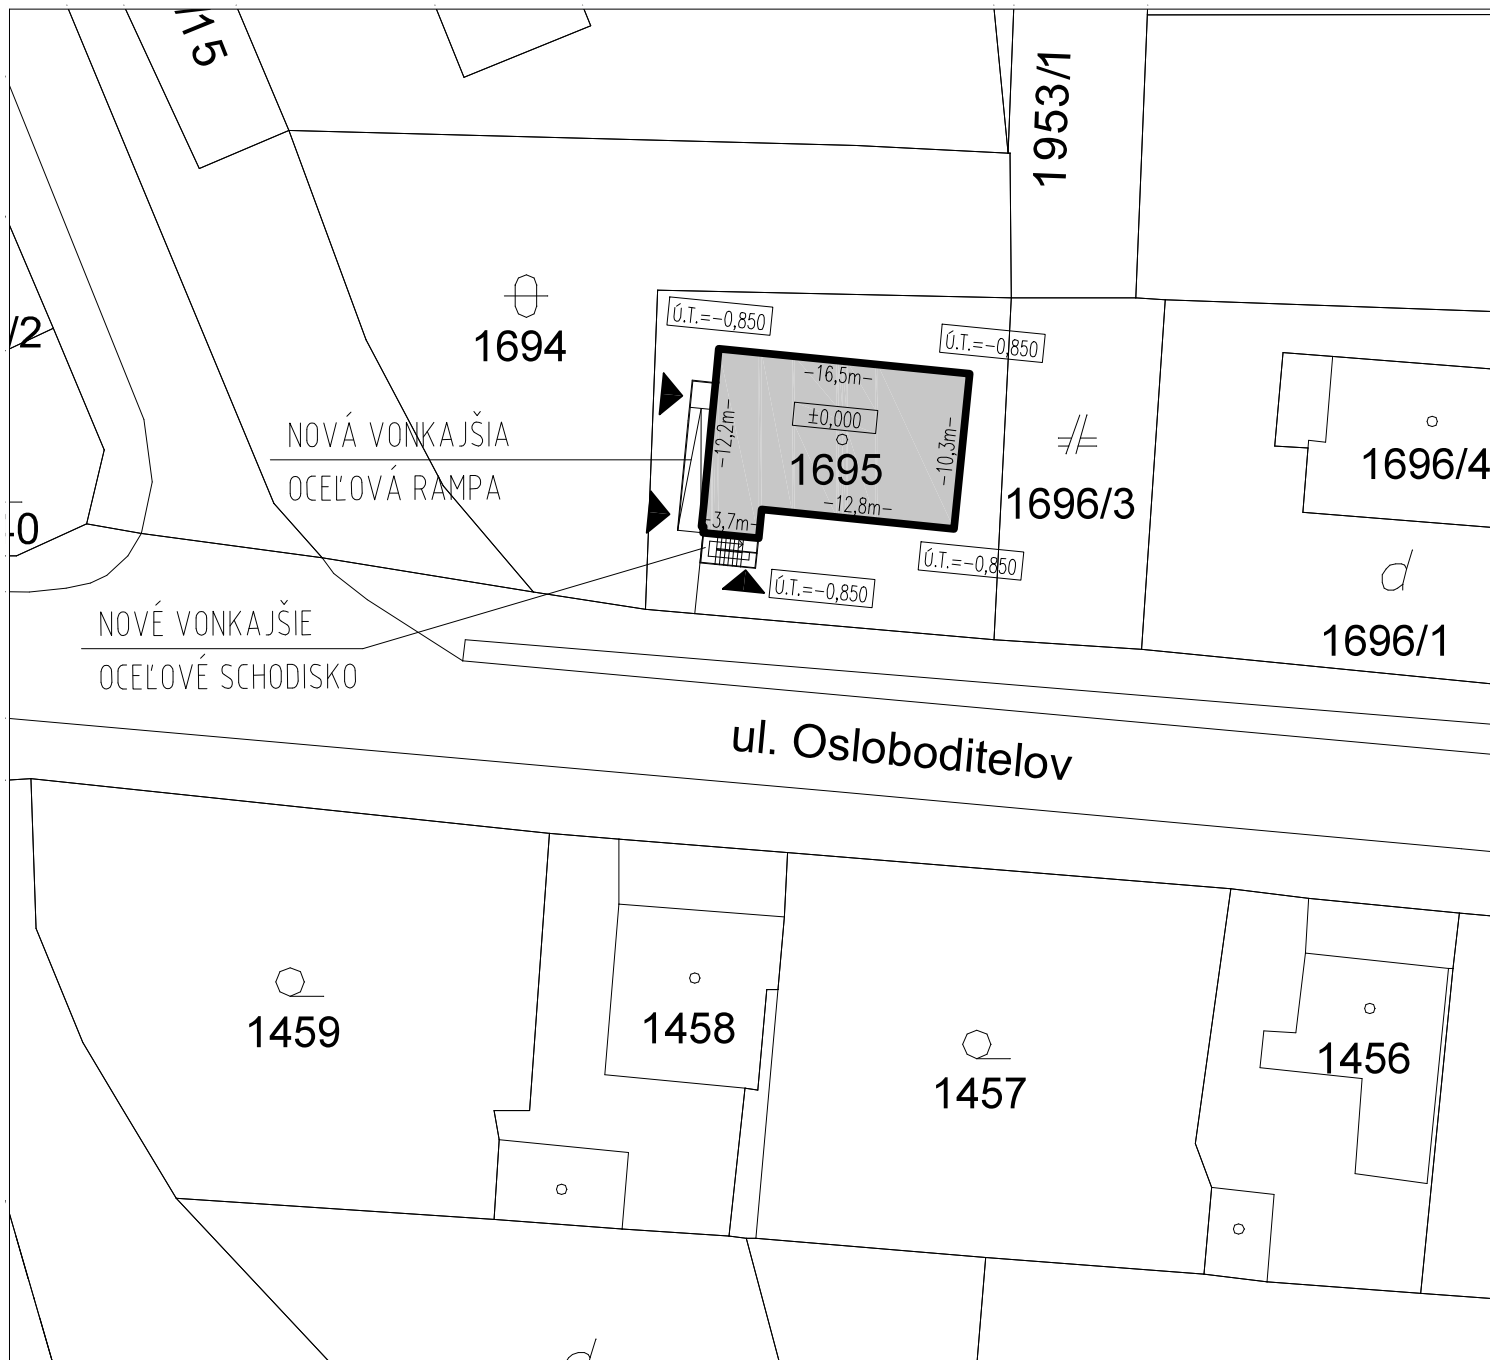 /15
1953/1
/2
1694
Ú.T.=-0,850
Ú.T.=-0,850
-16,5m-
±0,000
-12,2m-
-10,3m-
1695
-12,8m-
-3,7m-
1696/3
1696/4
NOVÁ VONKAJŠIA
OCEĽOVÁ RAMPA
Ú.T.=-0,850
Ú.T.=-0,850
1696/1
NOVÉ VONKAJŠIE
OCEĽOVÉ SCHODISKO
ul. Osloboditelov
1459
1458
1457
1456